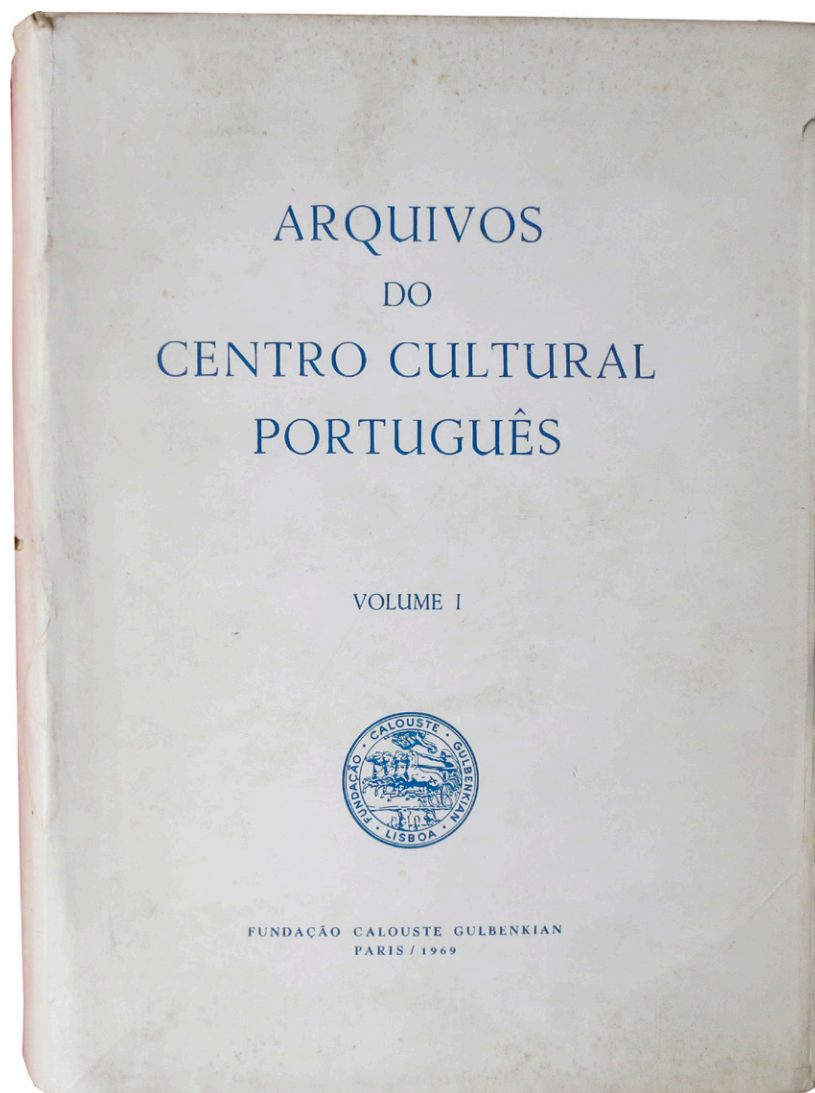 ARQUIVOS
DO
CENTRO CULTURAL
PORTUGUÊS
VOLUME I
FUNDAÇÃO · CALOUSTE · GULBENKIAN
· LISBOA ·
FUNDAÇÃO CALOUSTE GULBENKIAN
PARIS / 1969